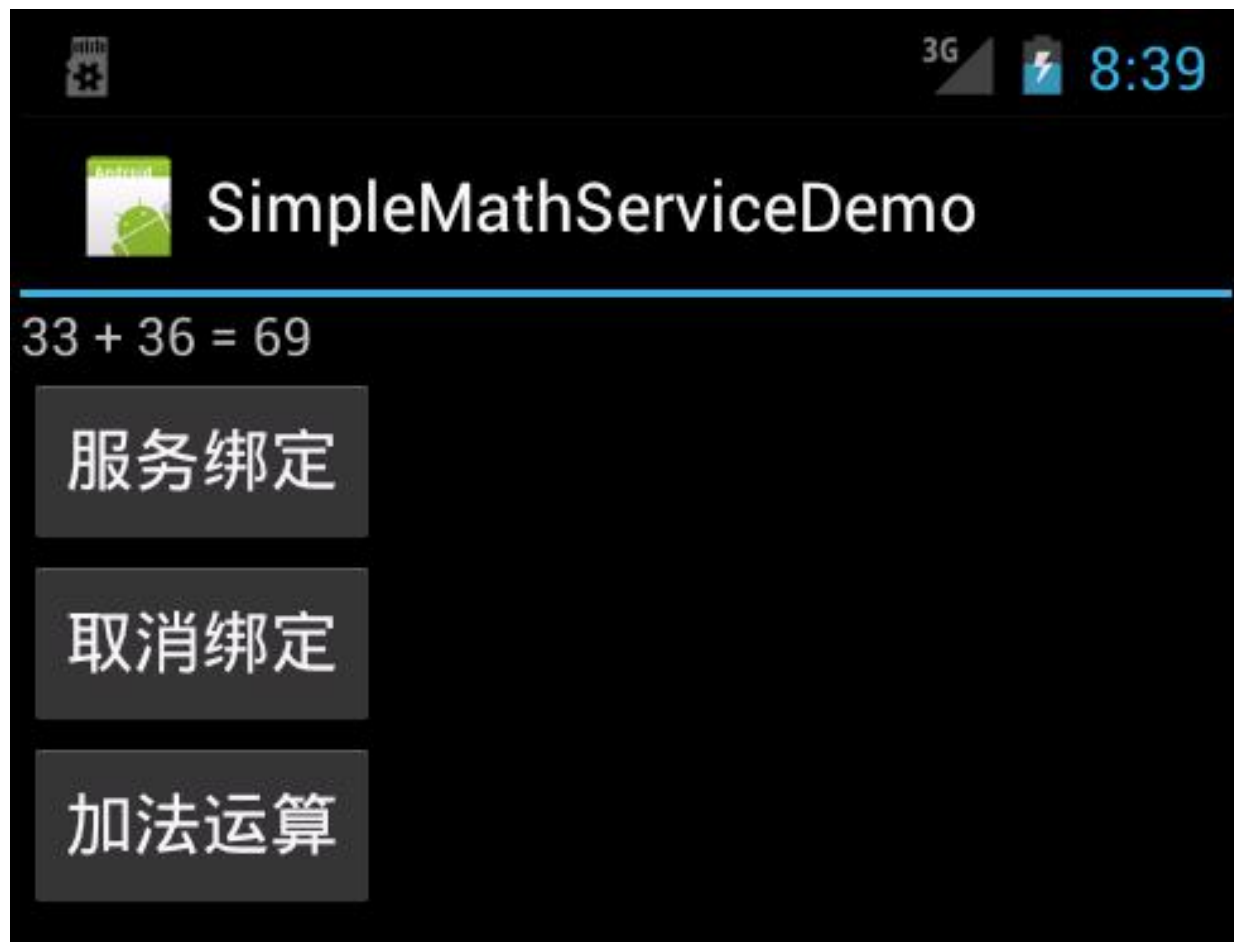 3G
8:39
Android
SimpleMathServiceDemo
33 + 36 = 69
服务绑定
取消绑定
加法运算